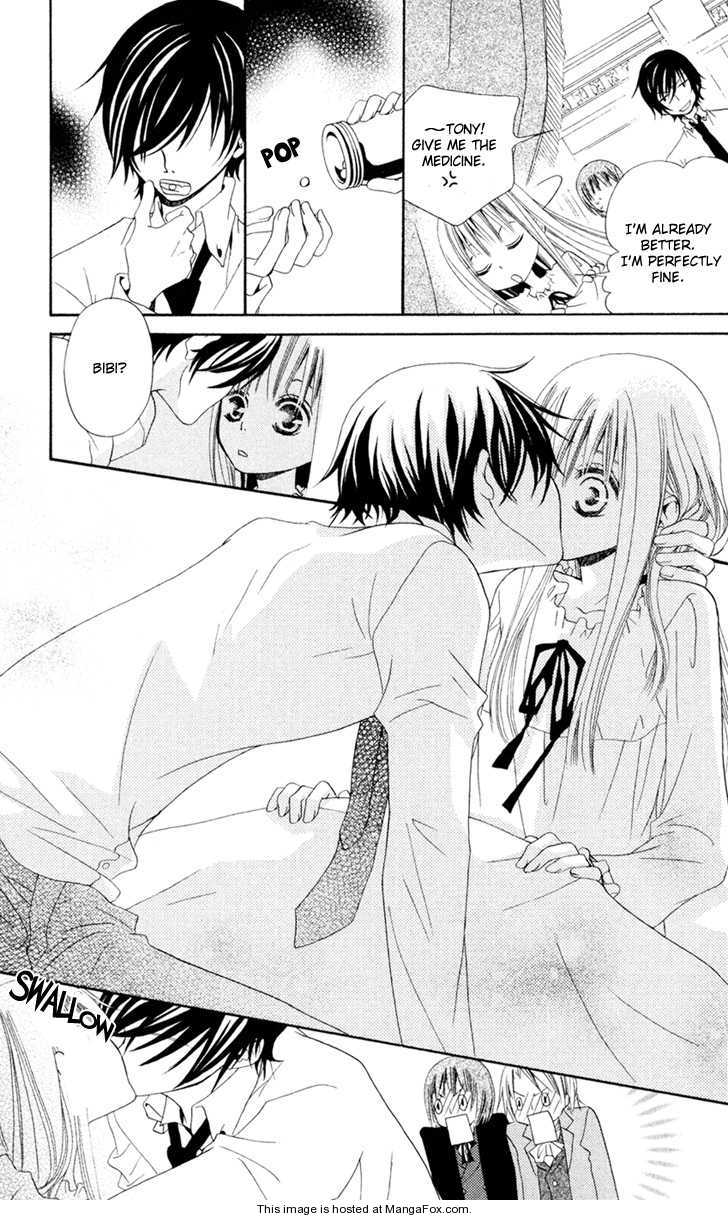 I'M ALREADY
BETTER.
I'M PERFECTLY
FINE.
~TONY!
GIVE ME THE
MEDICINE.
POP
BIBI?
SWALLOW
This image is hosted at MangaFox.com.